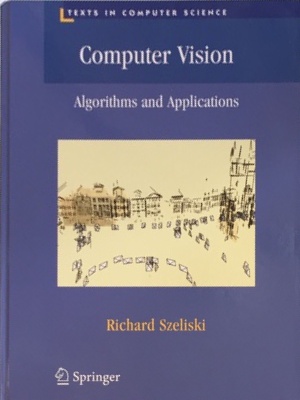 TEXTS IN COMPUTER SCIENCE
Computer Vision
Algorithms and Applications
Richard Szeliski
Springer